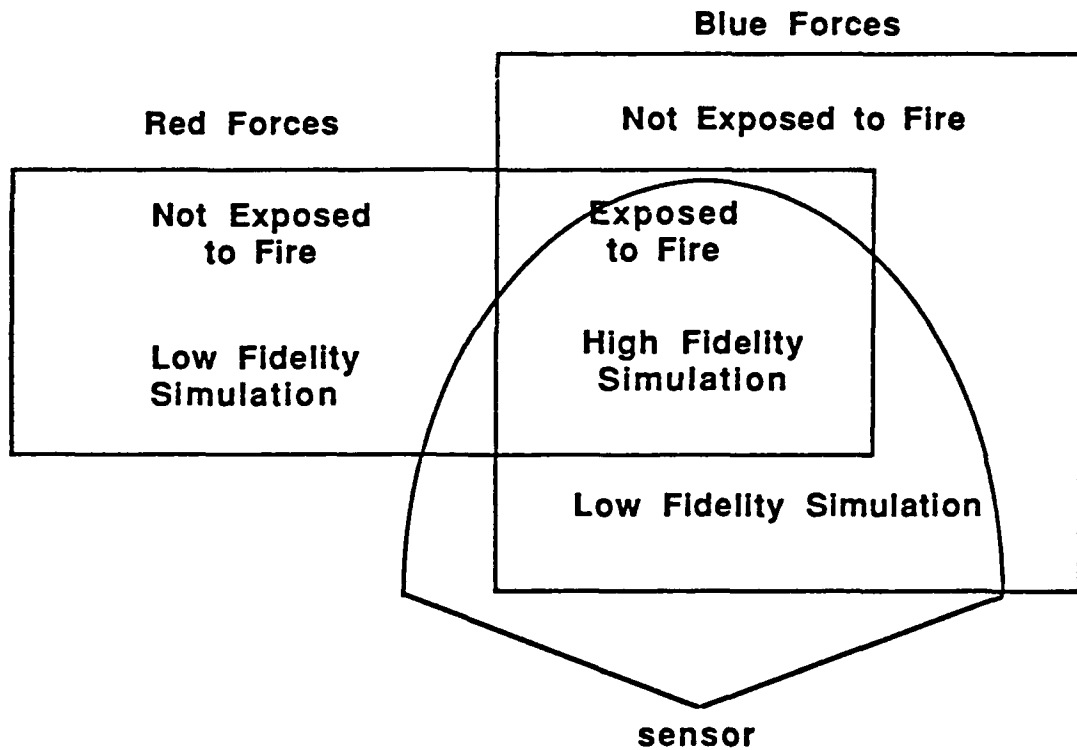 Blue Forces
Red Forces
Not Exposed to Fire
Not Exposed
to Fire
Exposed
to Fire
Low Fidelity
Simulation
High Fidelity
Simulation
Low Fidelity Simulation
sensor